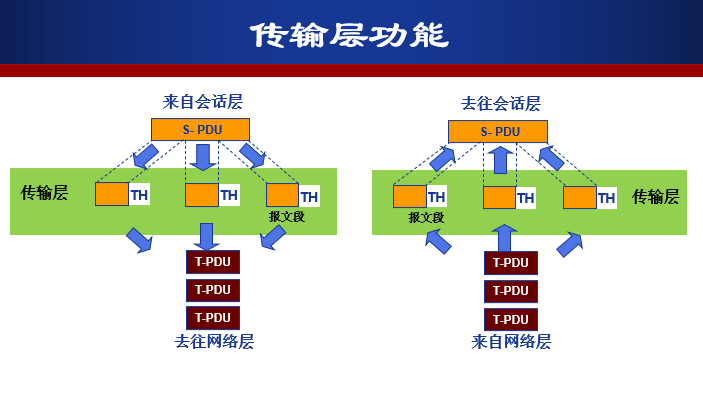 传输层功能
来自会话层
S- PDU
传输层
TH
TH
TH
报文段
T-PDU
T-PDU
T-PDU
去往网络层
去往会话层
S- PDU
TH
TH
TH
传输层
报文段
T-PDU
T-PDU
T-PDU
来自网络层